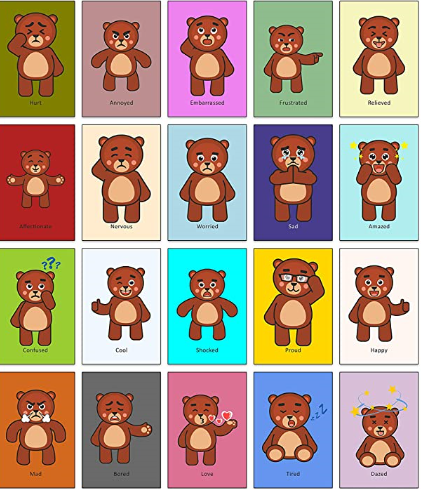 Hurt
Annoyed
Embarrassed
Frustrated
Relieved
Affectionate
Nervous
Worried
Sad
Amazed
???
Confused
Cool
Shocked
Proud
Happy
Mad
Bored
Love
zzZ
Tired
Dazed